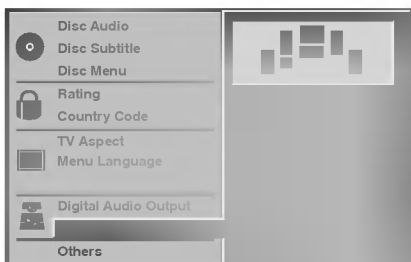 Disc Audio
Disc Subtitle
Disc Menu
Rating
Country Code
TV Aspect
Menu Language
Digital Audio Output
Others